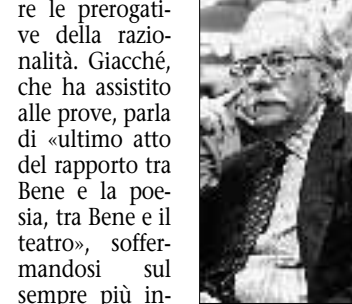 re le prerogati-
ve della razio-
nalità. Giacché,
che ha assistito
alle prove, parla
di «ultimo atto
del rapporto tra
Bene e la poe-
sia, tra Bene e il
teatro», soffer-
mandosi sul
sempre più in-